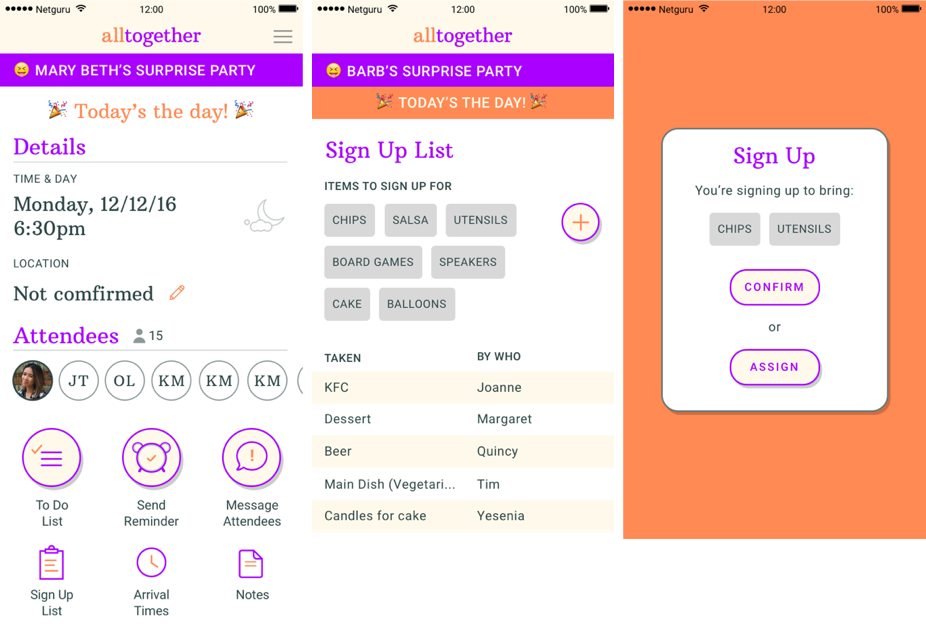 Netguru 12:00 100%
alltogether
😆 MARY BETH'S SURPRISE PARTY
🎉 Today's the day! 🎉
Details
TIME & DAY
Monday, 12/12/16
6:30pm
LOCATION
Not comfirmed
Attendees 15
JT OL KM KM KM
To Do
List
Send
Reminder
Message
Attendees
Sign Up
List
Arrival
Times
Notes
Netguru 12:00 100%
alltogether
😆 BARB'S SURPRISE PARTY
🎉 TODAY'S THE DAY! 🎉
Sign Up List
ITEMS TO SIGN UP FOR
CHIPS SALSA UTENSILS
BOARD GAMES SPEAKERS
CAKE BALLOONS
TAKEN BY WHO
KFC Joanne
Dessert Margaret
Beer Quincy
Main Dish (Vegetari... Tim
Candles for cake Yesenia
Netguru 12:00 100%
Sign Up
You're signing up to bring:
CHIPS UTENSILS
CONFIRM
or
ASSIGN